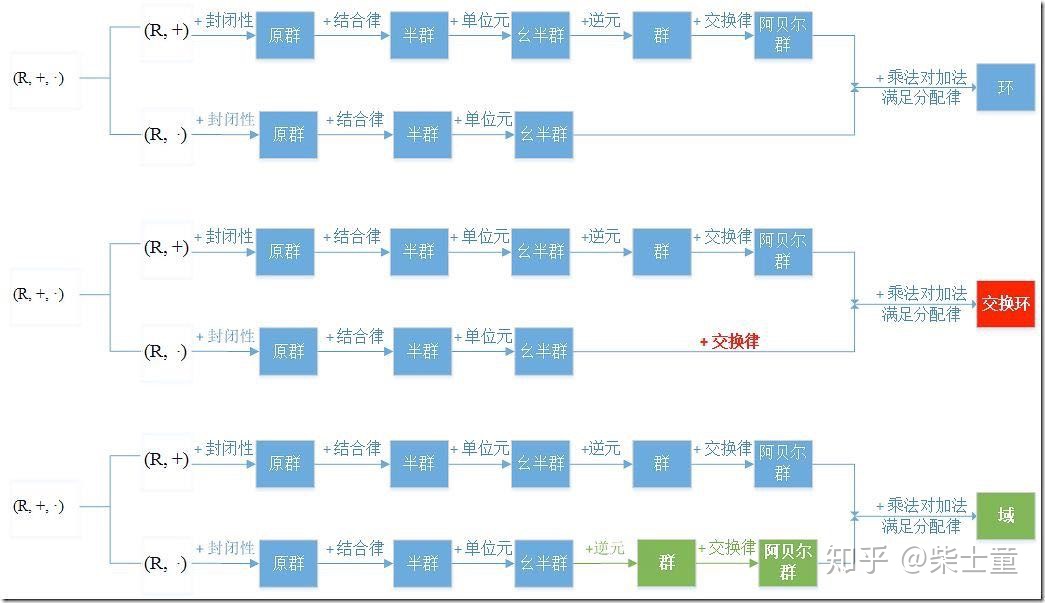 (R, +, ·)
(R, +)
+ 封闭性
原群
+结合律
半群
+ 单位元
幺半群
+逆元
群
+ 交换律
阿贝尔
群
(R, ·)
+ 封闭性
原群
+结合律
半群
+ 单位元
幺半群
+ 乘法对加法
满足分配律
环
(R, +, ·)
(R, +)
+ 封闭性
原群
+结合律
半群
+ 单位元
幺半群
+逆元
群
+ 交换律
阿贝尔
群
(R, ·)
+ 封闭性
原群
+结合律
半群
+ 单位元
幺半群
+ 交换律
+ 乘法对加法
满足分配律
交换环
(R, +, ·)
(R, +)
+ 封闭性
原群
+结合律
半群
+ 单位元
幺半群
+逆元
群
+ 交换律
阿贝尔
群
(R, ·)
+ 封闭性
原群
+结合律
半群
+ 单位元
幺半群
+逆元
群
+ 交换律
阿贝尔
群
+ 乘法对加法
满足分配律
域
知乎 @柴士童